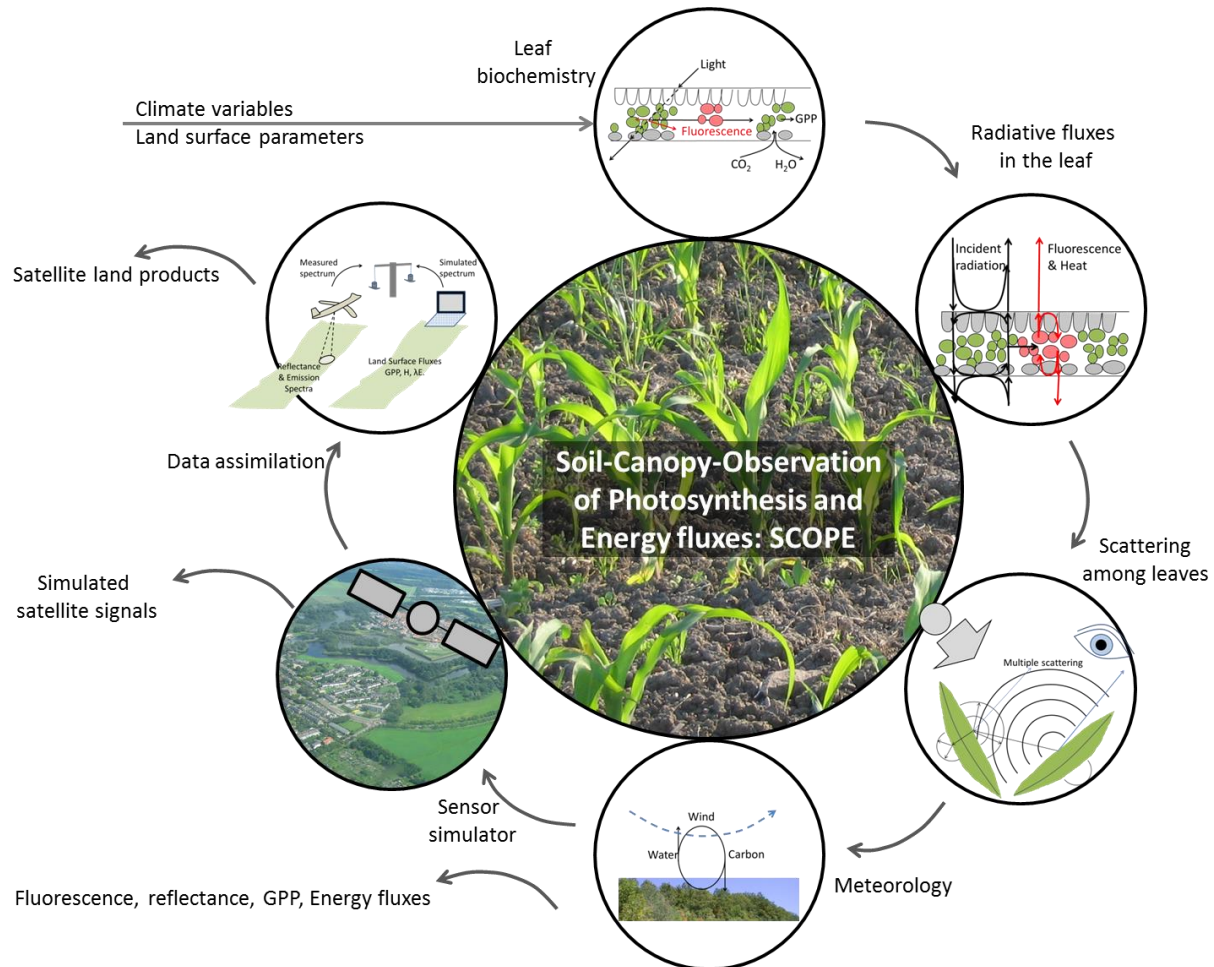 Leaf
biochemistry
Climate variables
Land surface parameters
Light
GPP
Fluorescence
CO2
H2O
Radiative fluxes
in the leaf
Incident
radiation
Fluorescence
& Heat
Satellite land products
Measured
spectrum
Simulated
spectrum
Reflectance
& Emission
Spectra
Land Surface Fluxes
GPP, H, λE.
Data assimilation
Soil-Canopy-Observation
of Photosynthesis and
Energy fluxes: SCOPE
Scattering
among leaves
Multiple scattering
Simulated
satellite signals
Sensor
simulator
Wind
Water
Carbon
Meteorology
Fluorescence, reflectance, GPP, Energy fluxes